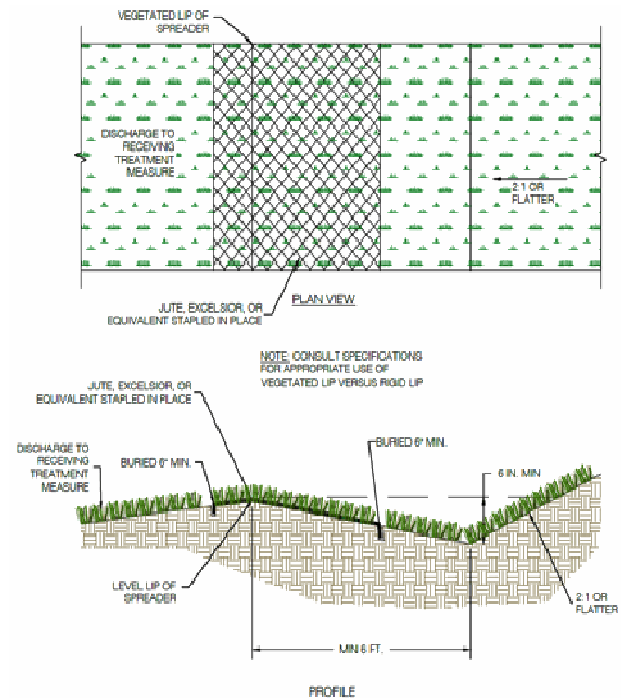 VEGETATED LIP OF
SPREADER
DISCHARGE TO
RECEIVING
TREATMENT
MEASURE
2:1 OR
FLATTER
JUTE, EXCELSIOR, OR
EQUIVALENT STAPLED IN PLACE
PLAN VIEW
NOTE: CONSULT SPECIFICATIONS
FOR APPROPRIATE USE OF
VEGETATED LIP VERSUS RIGID LIP
JUTE, EXCELSIOR, OR
EQUIVALENT STAPLED IN PLACE
DISCHARGE TO
RECEIVING
TREATMENT
MEASURE
BURIED 6" MIN.
BURIED 6" MIN.
6 IN. MIN
LEVEL LIP OF
SPREADER
2:1 OR
FLATTER
MIN 6 FT.
PROFILE